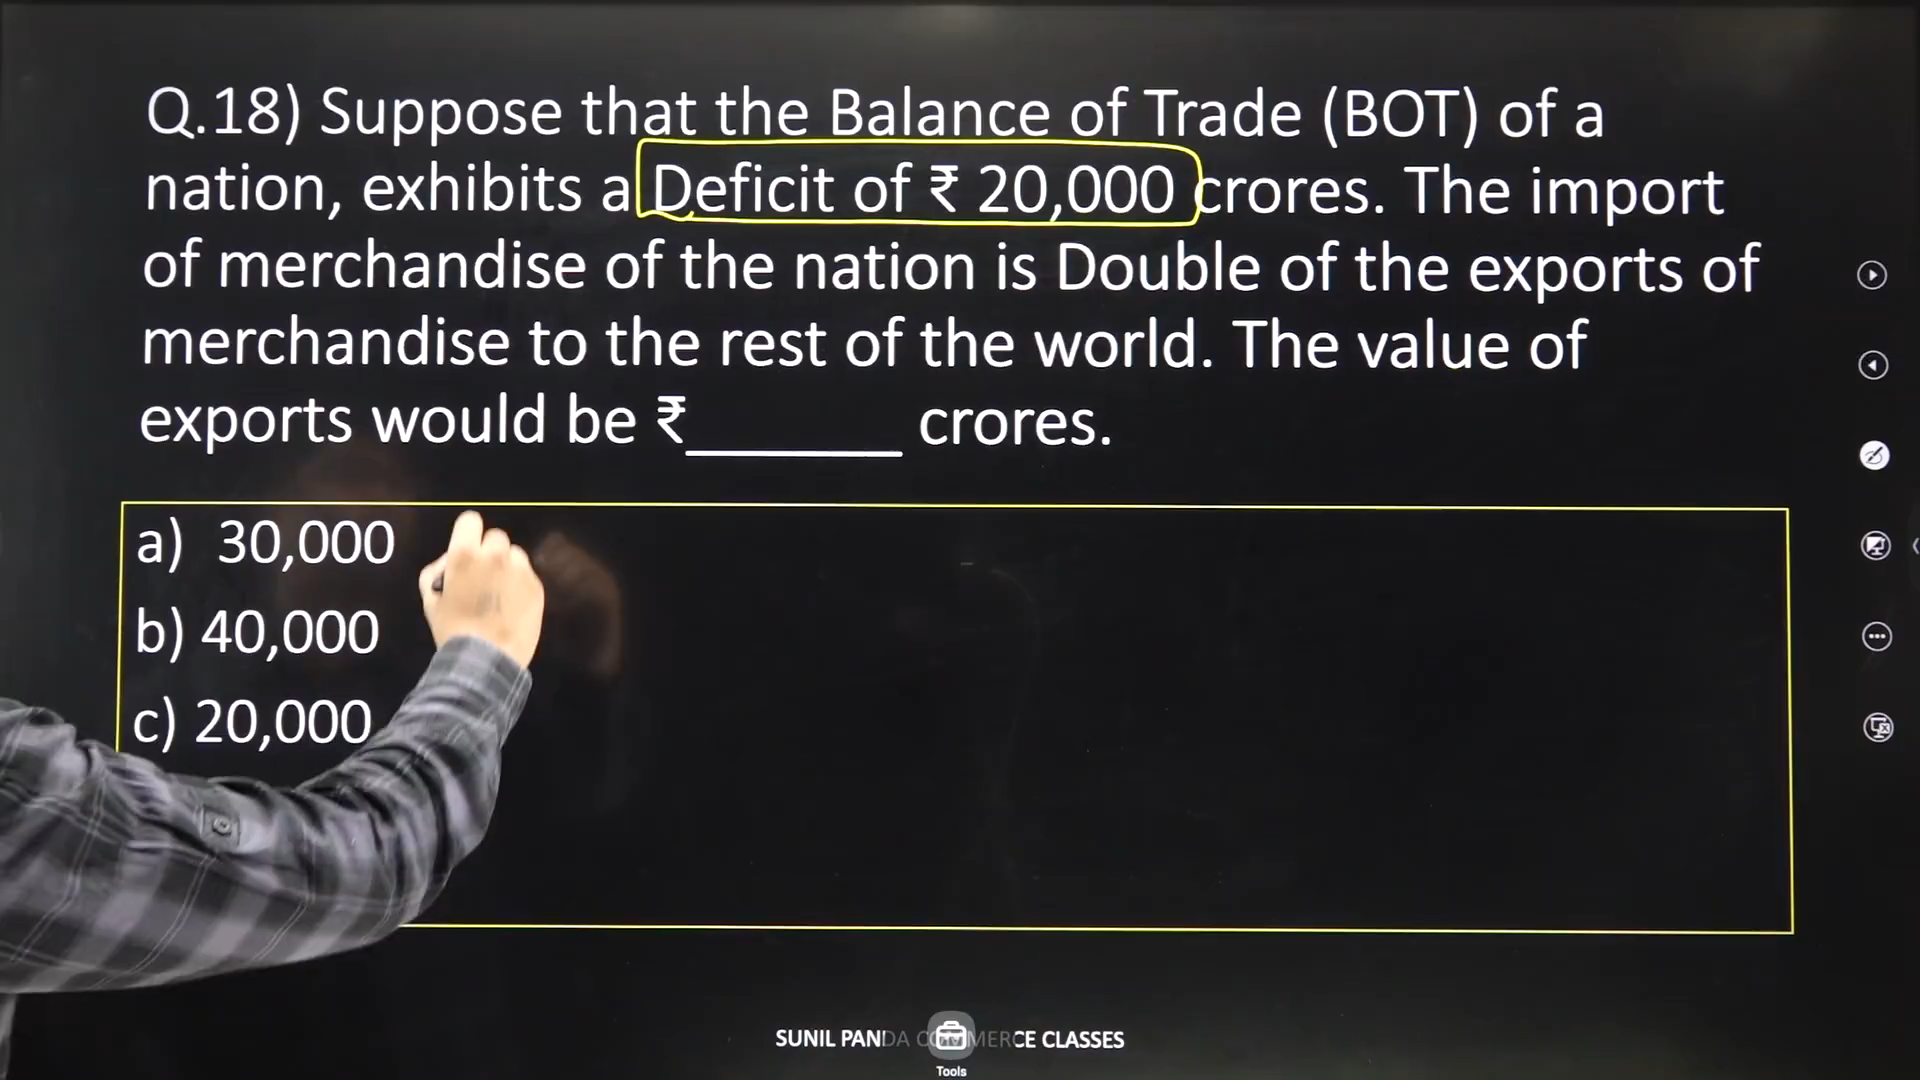 Q.18) Suppose that the Balance of Trade (BOT) of a
nation, exhibits a Deficit of ₹ 20,000 crores. The import
of merchandise of the nation is Double of the exports of
merchandise to the rest of the world. The value of
exports would be ₹_______ crores.
a) 30,000
b) 40,000
c) 20,000
SUNIL PANDA COMMERCE CLASSES
Tools